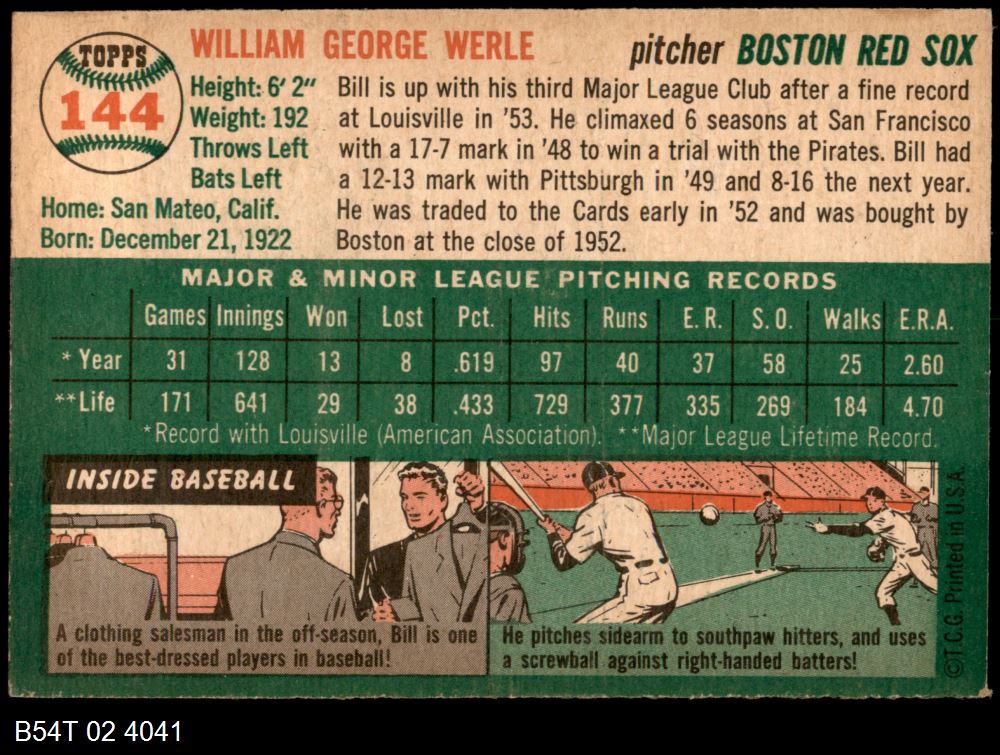 TOPPS
144
WILLIAM GEORGE WERLE
pitcher BOSTON RED SOX
Height: 6' 2"
Weight: 192
Throws Left
Bats Left
Home: San Mateo, Calif.
Born: December 21, 1922
Bill is up with his third Major League Club after a fine record
at Louisville in '53. He climaxed 6 seasons at San Francisco
with a 17-7 mark in '48 to win a trial with the Pirates. Bill had
a 12-13 mark with Pittsburgh in '49 and 8-16 the next year.
He was traded to the Cards early in '52 and was bought by
Boston at the close of 1952.
MAJOR & MINOR LEAGUE PITCHING RECORDS
Games Innings Won Lost Pct. Hits Runs E. R. S. O. Walks E.R.A.
* Year 31 128 13 8 .619 97 40 37 58 25 2.60
**Life 171 641 29 38 .433 729 377 335 269 184 4.70
*Record with Louisville (American Association). **Major League Lifetime Record.
INSIDE BASEBALL
A clothing salesman in the off-season, Bill is one
of the best-dressed players in baseball!
He pitches sidearm to southpaw hitters, and uses
a screwball against right-handed batters!
©T.C.G. Printed in U.S.A.
B54T 02 4041